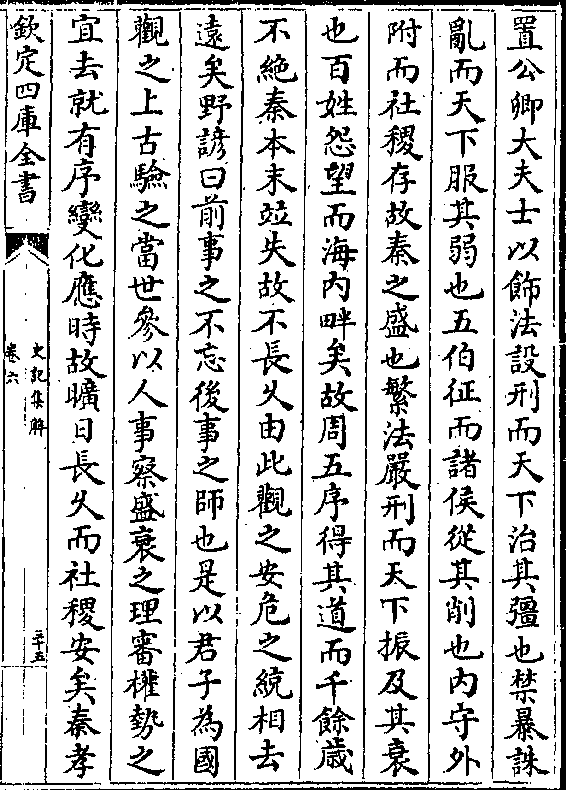 置公卿大夫士以飾法設刑而天下治其彊也禁暴誅
亂而天下服其弱也五伯征而諸侯從其削也内守外
附而社稷存故秦之盛也繁法嚴刑而天下振及其衰
也百姓怨望而海内畔矣故周五序得其道而千餘歳
不絶秦本末竝失故不長乆由此觀之安危之統相去
遠矣野諺曰前事之不忘後事之師也是以君子為國
觀之上古驗之當世參以人事察盛衰之理審權勢之
宜去就有序變化應時故曠日長乆而社稷安矣秦孝
欽定四庫全書
史記集解
卷六
三十五